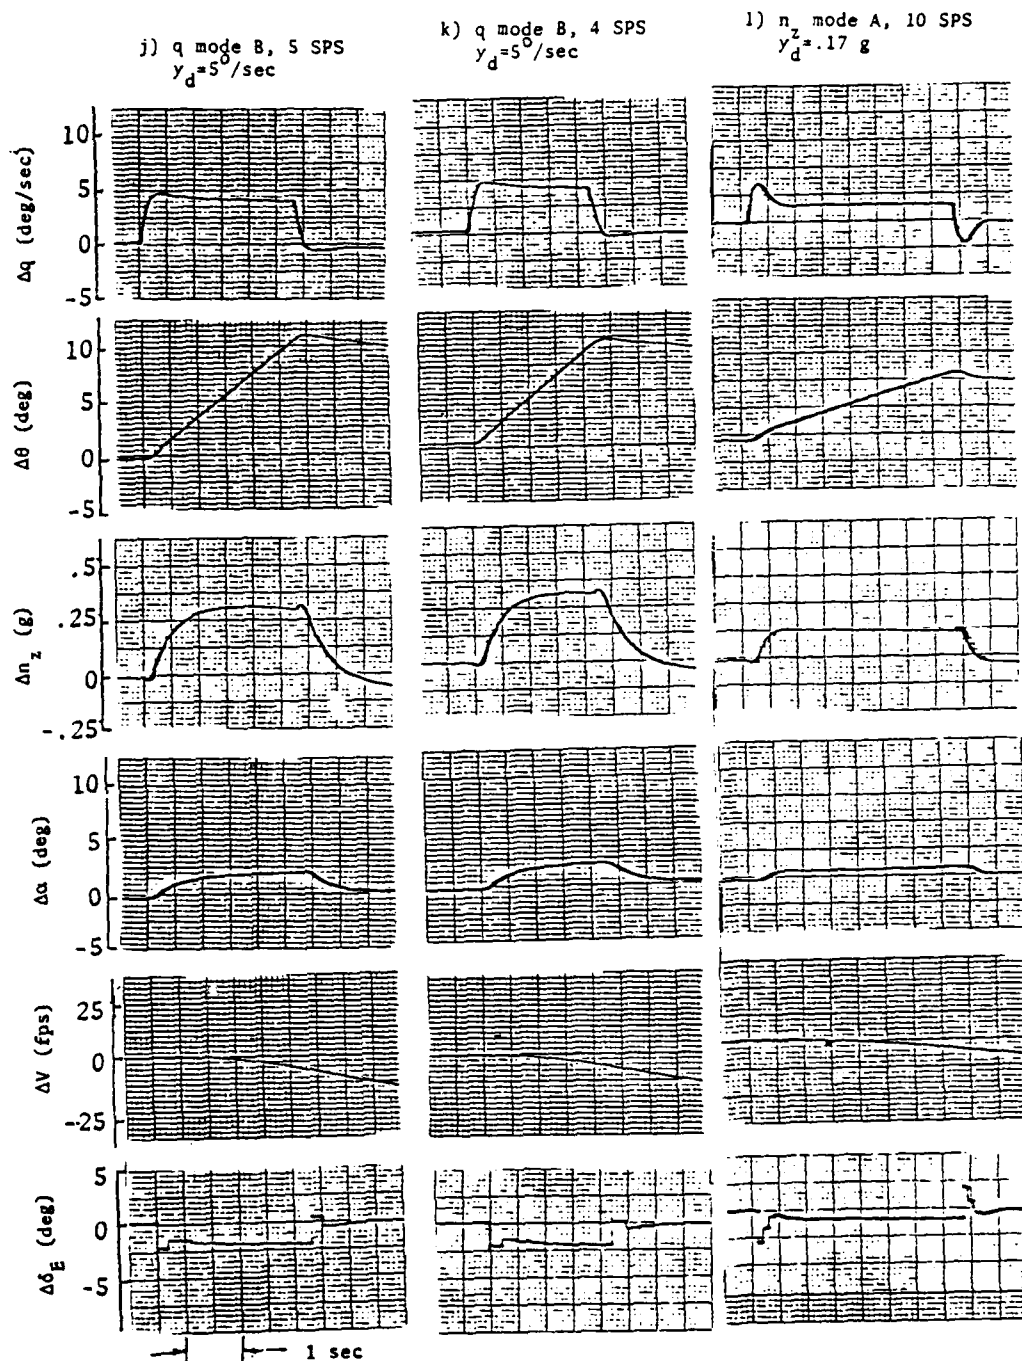 j) q mode B, 5 SPS
y_d=5°/sec
k) q mode B, 4 SPS
y_d=5°/sec
l) n_z mode A, 10 SPS
y_d=.17 g
Δq (deg/sec)
10
5
0
-5
Δθ (deg)
10
5
0
-5
Δn_z (g)
.5
.25
0
-.25
Δα (deg)
10
5
0
-5
ΔV (fps)
25
0
-25
Δδ_E (deg)
5
0
-5
1 sec